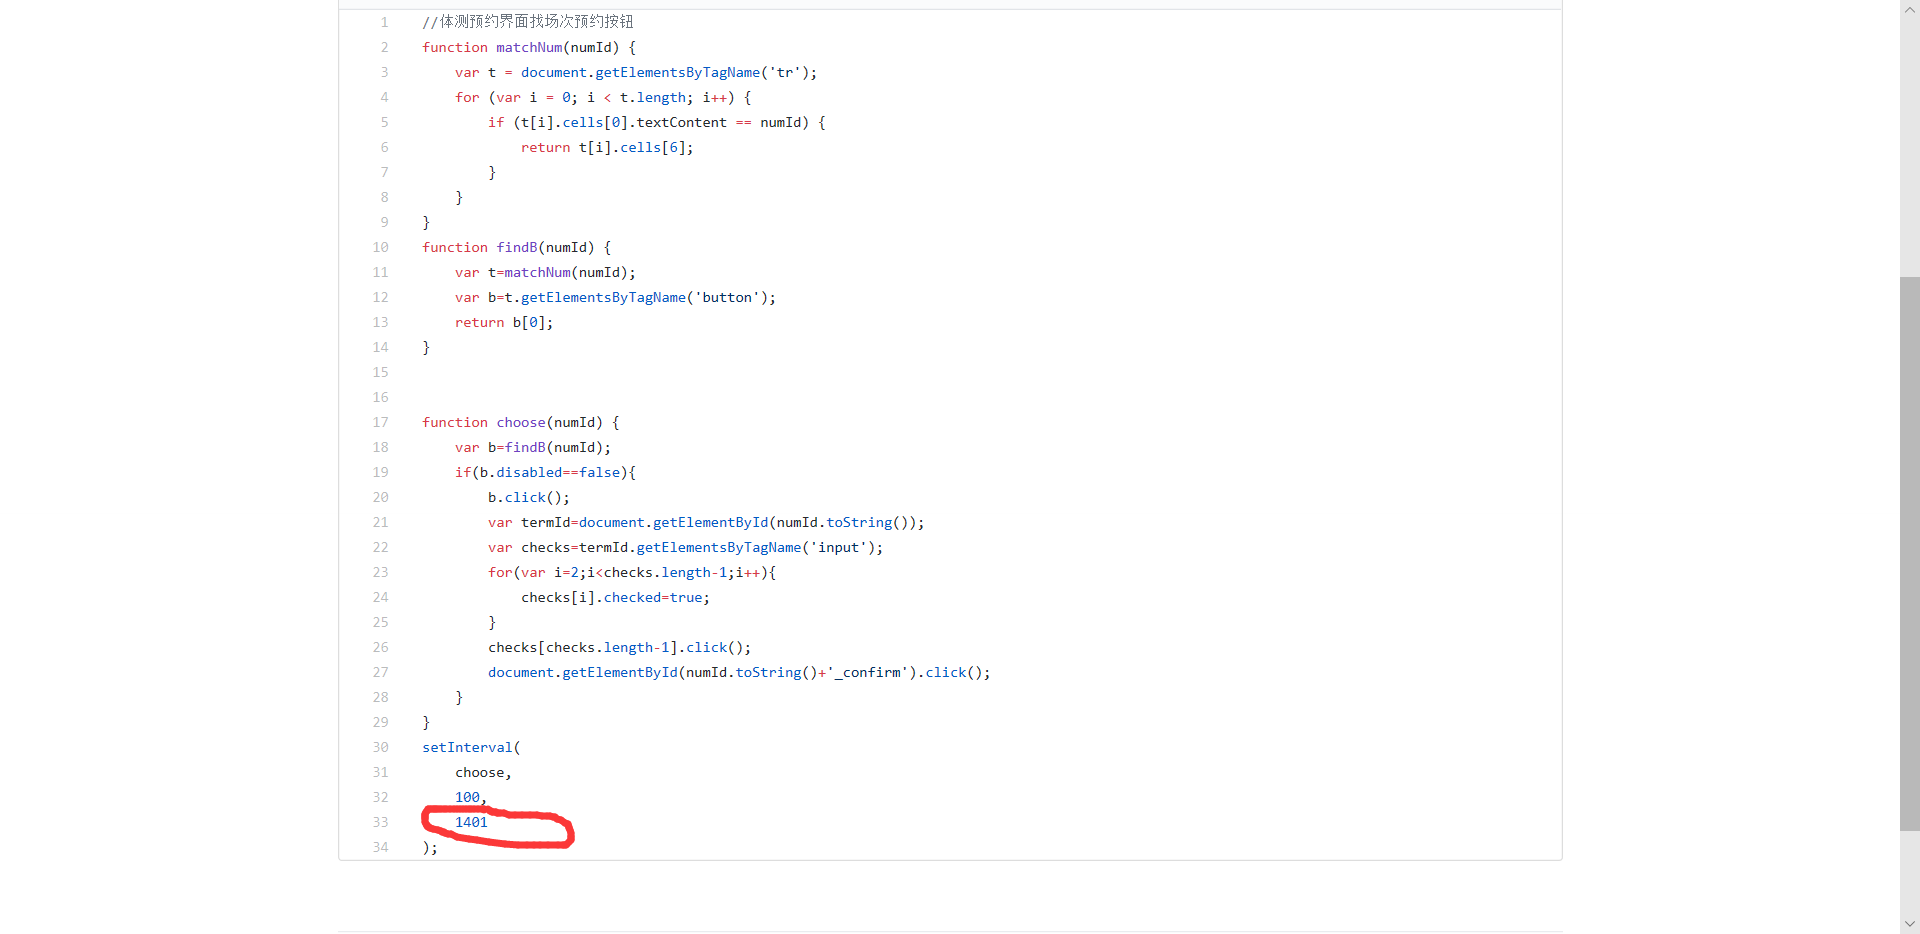 1 //体测预约界面找场次预约按钮
2 function matchNum(numId) {
3 var t = document.getElementsByTagName('tr');
4 for (var i = 0; i < t.length; i++) {
5 if (t[i].cells[0].textContent == numId) {
6 return t[i].cells[6];
7 }
8 }
9 }
10 function findB(numId) {
11 var t=matchNum(numId);
12 var b=t.getElementsByTagName('button');
13 return b[0];
14 }
15
16
17 function choose(numId) {
18 var b=findB(numId);
19 if(b.disabled==false){
20 b.click();
21 var termId=document.getElementById(numId.toString());
22 var checks=termId.getElementsByTagName('input');
23 for(var i=2;i<checks.length-1;i++){
24 checks[i].checked=true;
25 }
26 checks[checks.length-1].click();
27 document.getElementById(numId.toString()+'_confirm').click();
28 }
29 }
30 setInterval(
31 choose,
32 100,
33 1401
34 );